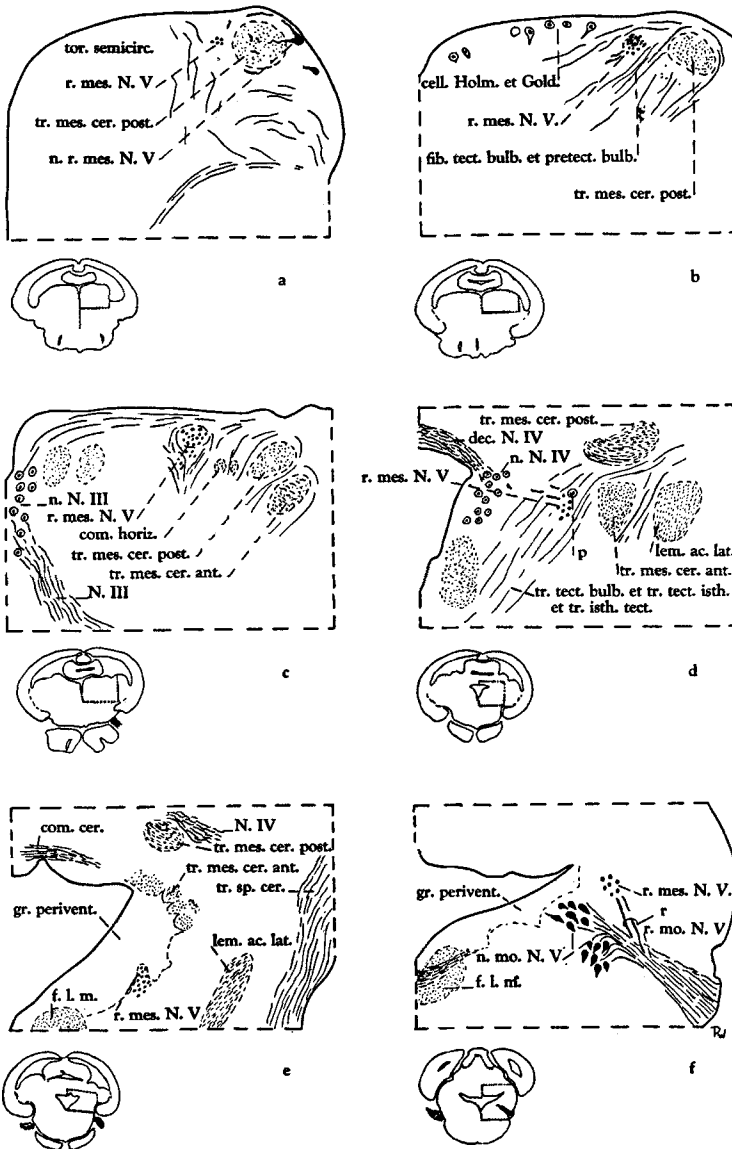 tor. semicirc.
r. mes. N. V
tr. mes. cer. post.
n. r. mes. N. V
a
cell. Holm. et Gold.
r. mes. N. V.
fib. tect. bulb. et pretect. bulb.
tr. mes. cer. post.
b
n. N. III
r. mes. N. V
com. horiz.
tr. mes. cer. post.
tr. mes. cer. ant.
N. III
c
tr. mes. cer. post.
dec. N. IV
n. N. IV
r. mes. N. V
p
lem. ac. lat.
tr. mes. cer. ant.
tr. tect. bulb. et tr. tect. isth.
et tr. isth. tect.
d
com. cer.
N. IV
tr. mes. cer. post.
tr. mes. cer. ant.
tr. sp. cer.
gr. perivent.
lem. ac. lat.
f. l. m.
r. mes. N. V
e
gr. perivent.
r. mes. N. V.
r
r. mo. N. V
n. mo. N. V
f. l. m.
f